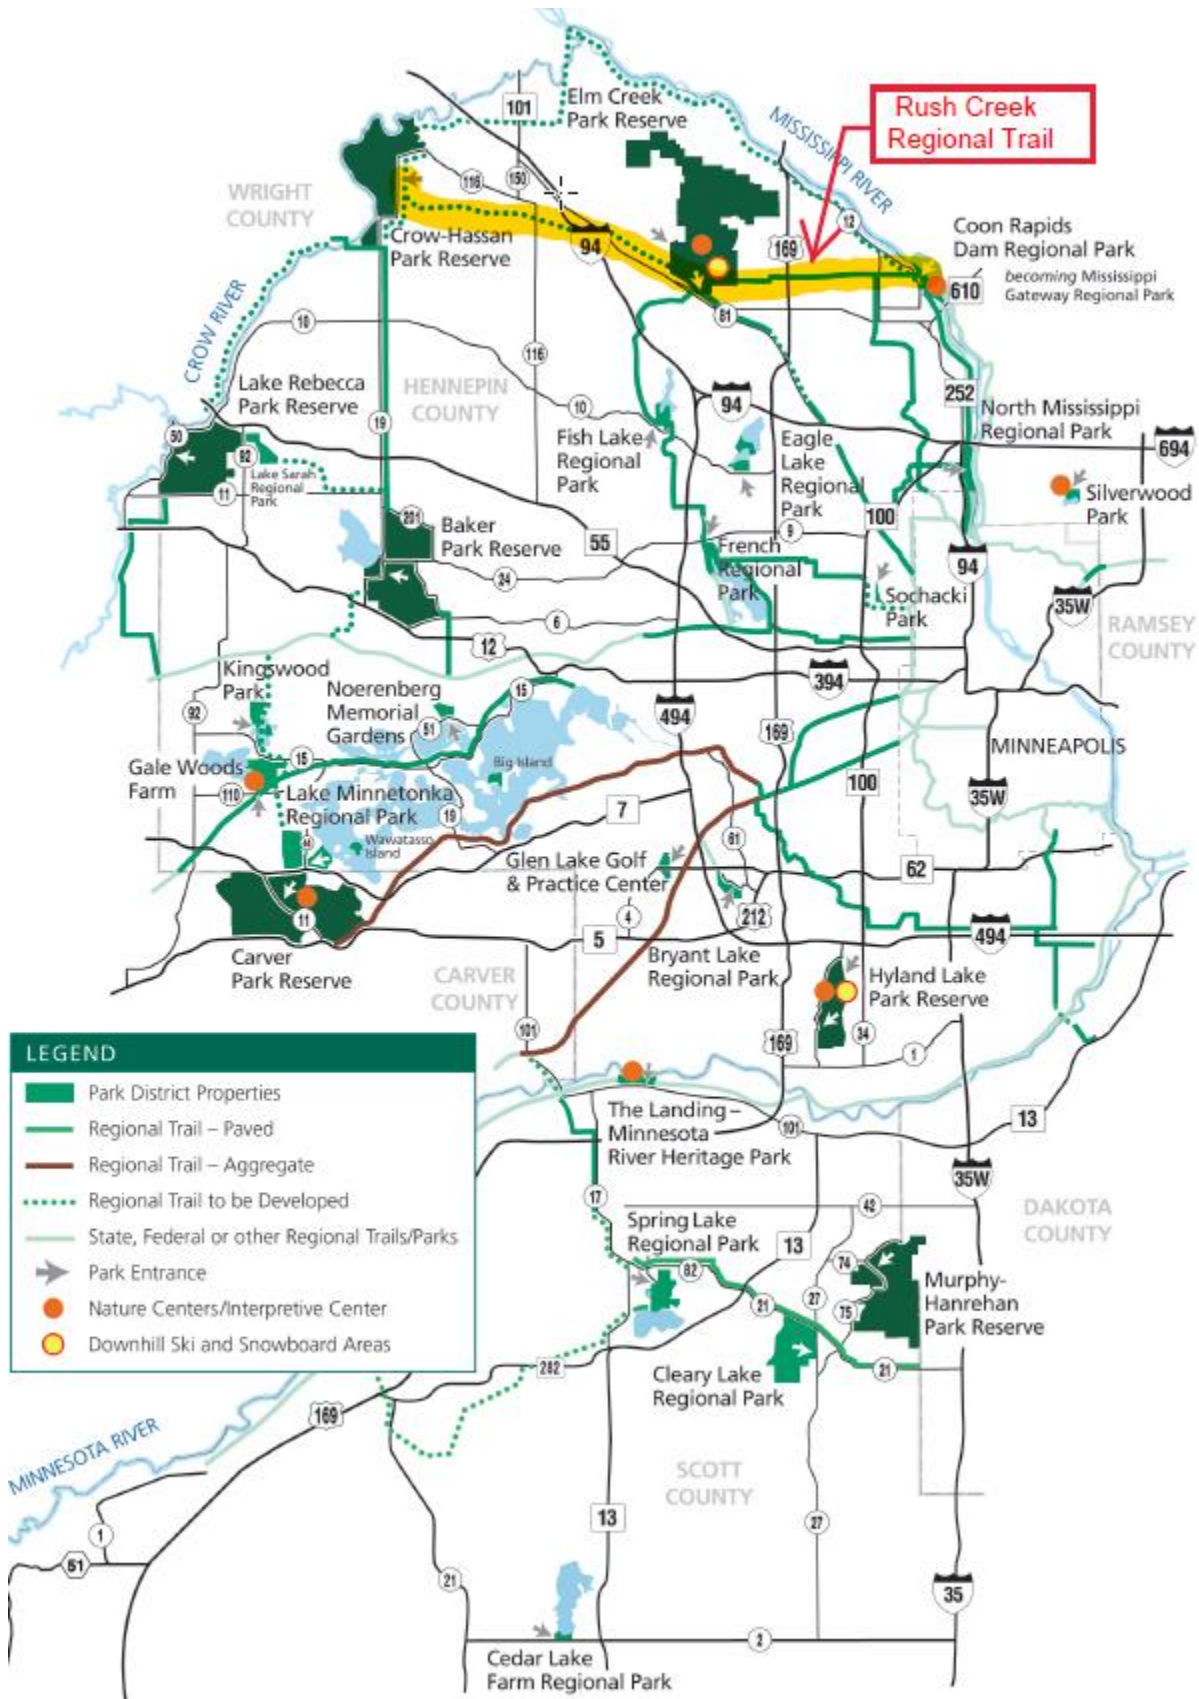 Rush Creek
Regional Trail
Elm Creek
Park Reserve
101
MISSISSIPPI RIVER
WRIGHT
COUNTY
116
150
12
Crow-Hassan
Park Reserve
94
169
Coon Rapids
Dam Regional Park
becoming Mississippi
Gateway Regional Park
610
CROW RIVER
10
81
116
Lake Rebecca
Park Reserve
HENNEPIN
COUNTY
19
10
94
252
North Mississippi
Regional Park
694
50
92
Lake Sarah
Regional
Park
11
Fish Lake
Regional
Park
Eagle
Lake
Regional
Park
Silverwood
Park
201
Baker
Park Reserve
55
100
9
French
Regional
Park
94
24
Sochacki
Park
35W
RAMSEY
COUNTY
6
12
Kingswood
Park
Noerenberg
Memorial
Gardens
15
51
394
92
494
169
MINNEAPOLIS
Gale Woods
Farm
15
Big Island
110
Lake Minnetonka
Regional Park
19
7
100
35W
44
Wawatasso
Island
61
Glen Lake Golf
& Practice Center
62
11
4
212
5
494
Carver
Park Reserve
CARVER
COUNTY
Bryant Lake
Regional Park
Hyland Lake
Park Reserve
101
169
34
1
LEGEND
Park District Properties
Regional Trail – Paved
Regional Trail – Aggregate
Regional Trail to be Developed
State, Federal or other Regional Trails/Parks
Park Entrance
Nature Centers/Interpretive Center
Downhill Ski and Snowboard Areas
The Landing –
Minnesota
River Heritage Park
101
13
35W
17
42
DAKOTA
COUNTY
Spring Lake
Regional Park
13
82
74
27
21
75
Murphy-
Hanrehan
Park Reserve
282
Cleary Lake
Regional Park
21
169
MINNESOTA RIVER
SCOTT
COUNTY
13
27
1
51
21
35
2
Cedar Lake
Farm Regional Park